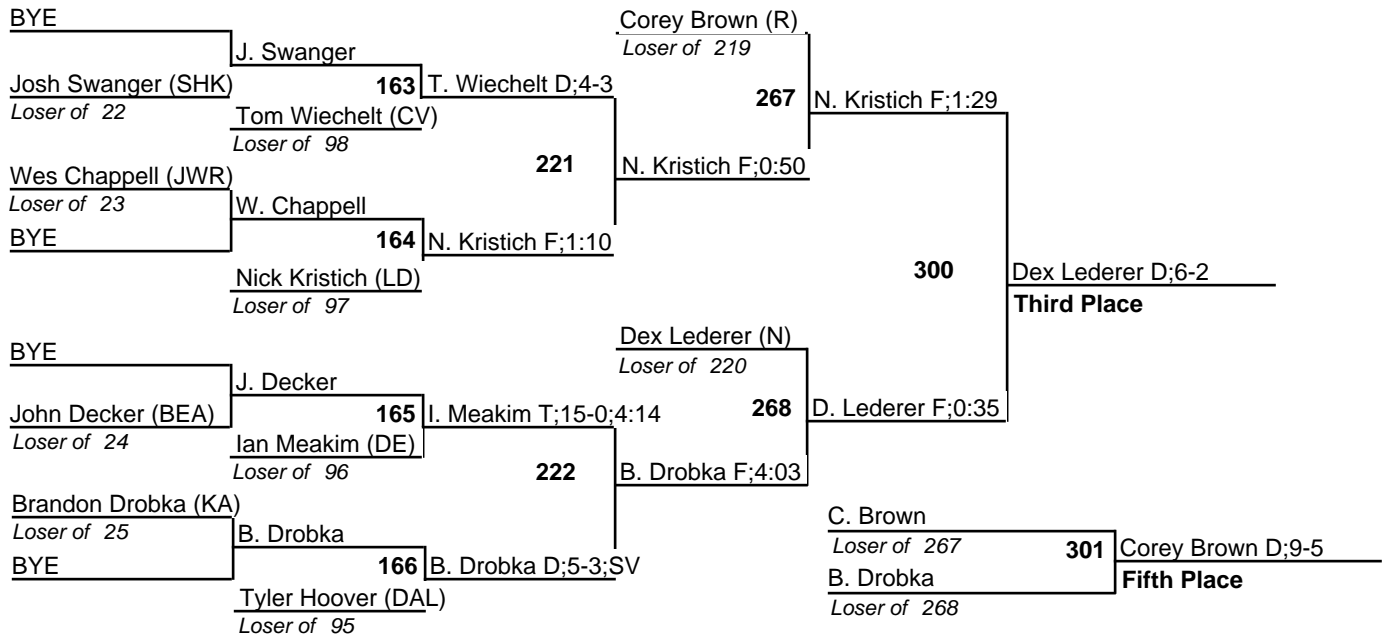 BYE
J. Swanger
Josh Swanger (SHK)
Loser of 22
163
T. Wiechelt D;4-3
Tom Wiechelt (CV)
Loser of 98
221
Wes Chappell (JWR)
Loser of 23
W. Chappell
BYE
164
N. Kristich F;1:10
Nick Kristich (LD)
Loser of 97
Corey Brown (R)
Loser of 219
267
N. Kristich F;1:29
N. Kristich F;0:50
300
Dex Lederer D;6-2
Third Place
BYE
J. Decker
John Decker (BEA)
Loser of 24
165
I. Meakim T;15-0;4:14
Ian Meakim (DE)
Loser of 96
222
Brandon Drobka (KA)
Loser of 25
B. Drobka
BYE
166
B. Drobka D;5-3;SV
Tyler Hoover (DAL)
Loser of 95
Dex Lederer (N)
Loser of 220
268
D. Lederer F;0:35
B. Drobka F;4:03
C. Brown
Loser of 267
301
Corey Brown D;9-5
B. Drobka
Fifth Place
Loser of 268